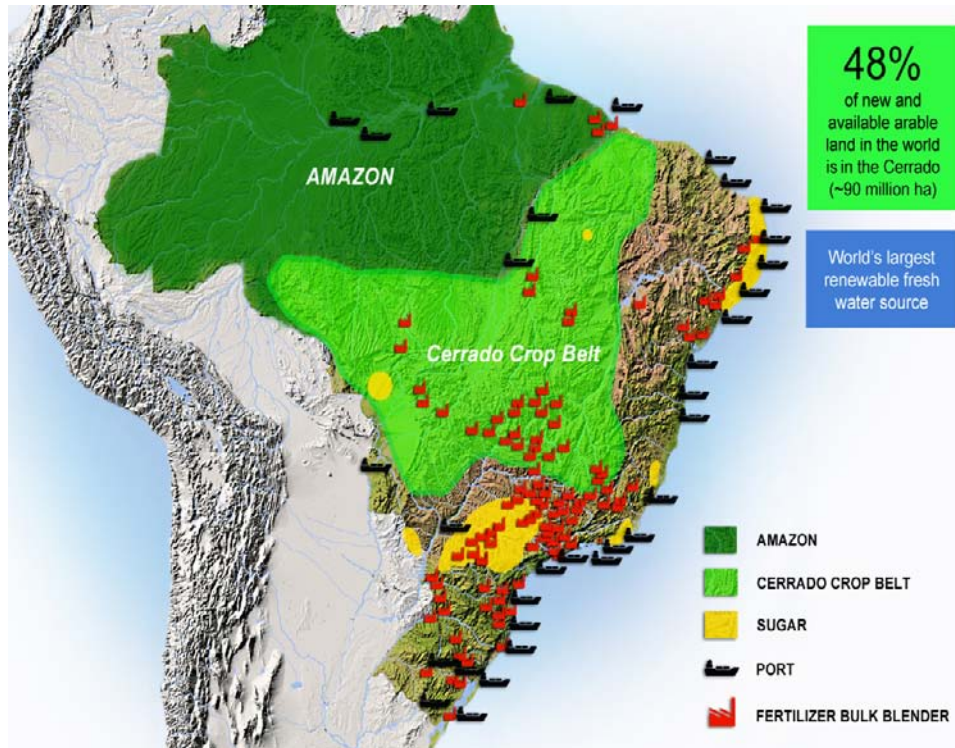 48%
of new and
available arable
land in the world
is in the Cerrado
(~90 million ha)
World's largest
renewable fresh
water source
AMAZON
Cerrado Crop Belt
AMAZON
CERRADO CROP BELT
SUGAR
PORT
FERTILIZER BULK BLENDER